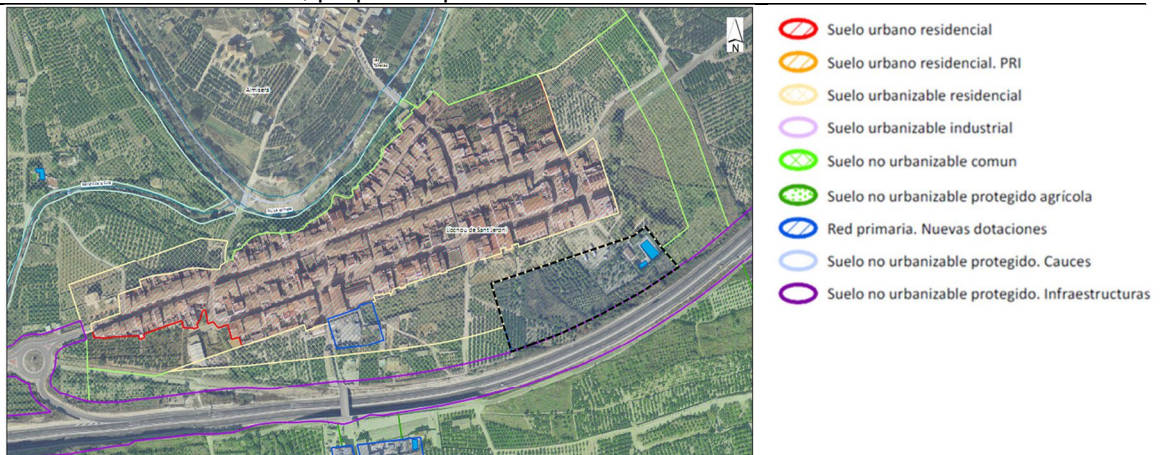 N
Almiserà
Suelo urbano residencial
Suelo urbano residencial. PRI
Suelo urbanizable residencial
Suelo urbanizable industrial
Suelo no urbanizable comun
Suelo no urbanizable protegido agrícola
Red primaria. Nuevas dotaciones
Suelo no urbanizable protegido. Cauces
Suelo no urbanizable protegido. Infraestructuras